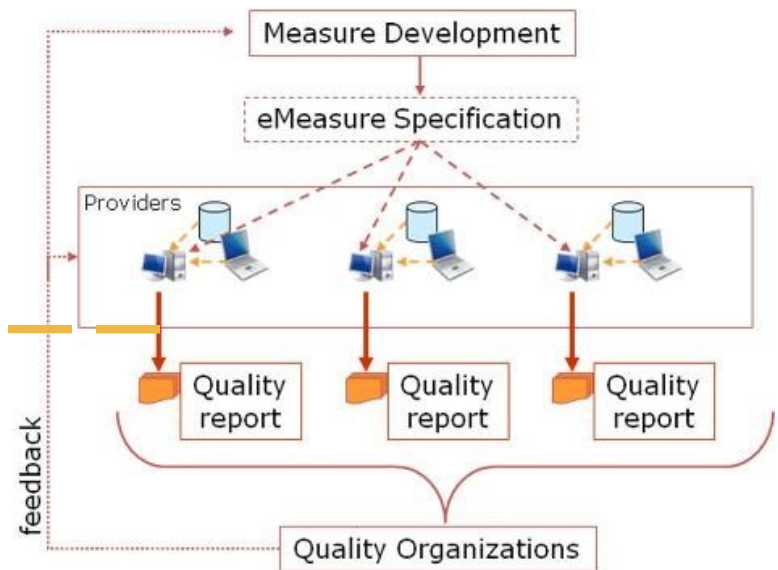 Measure Development
eMeasure Specification
Providers
Quality
report
Quality
report
Quality
report
feedback
Quality Organizations